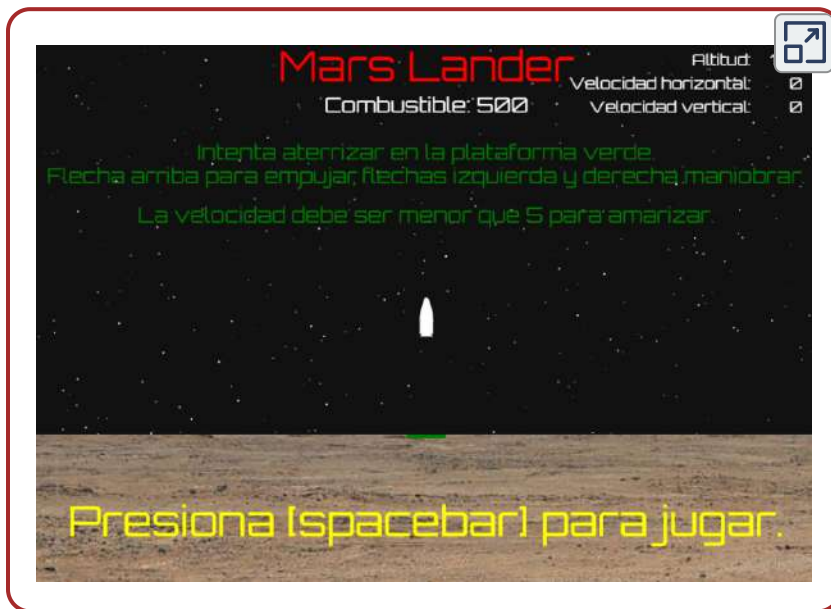 Mars Lander
Combustible: 500
Altitud:
Velocidad horizontal: 0
Velocidad vertical: 0
Intenta aterrizar en la plataforma verde.
Flecha arriba para empujar, flechas izquierda y derecha maniobrar.
La velocidad debe ser menor que 5 para amarizar.
Presiona [spacebar] para jugar.